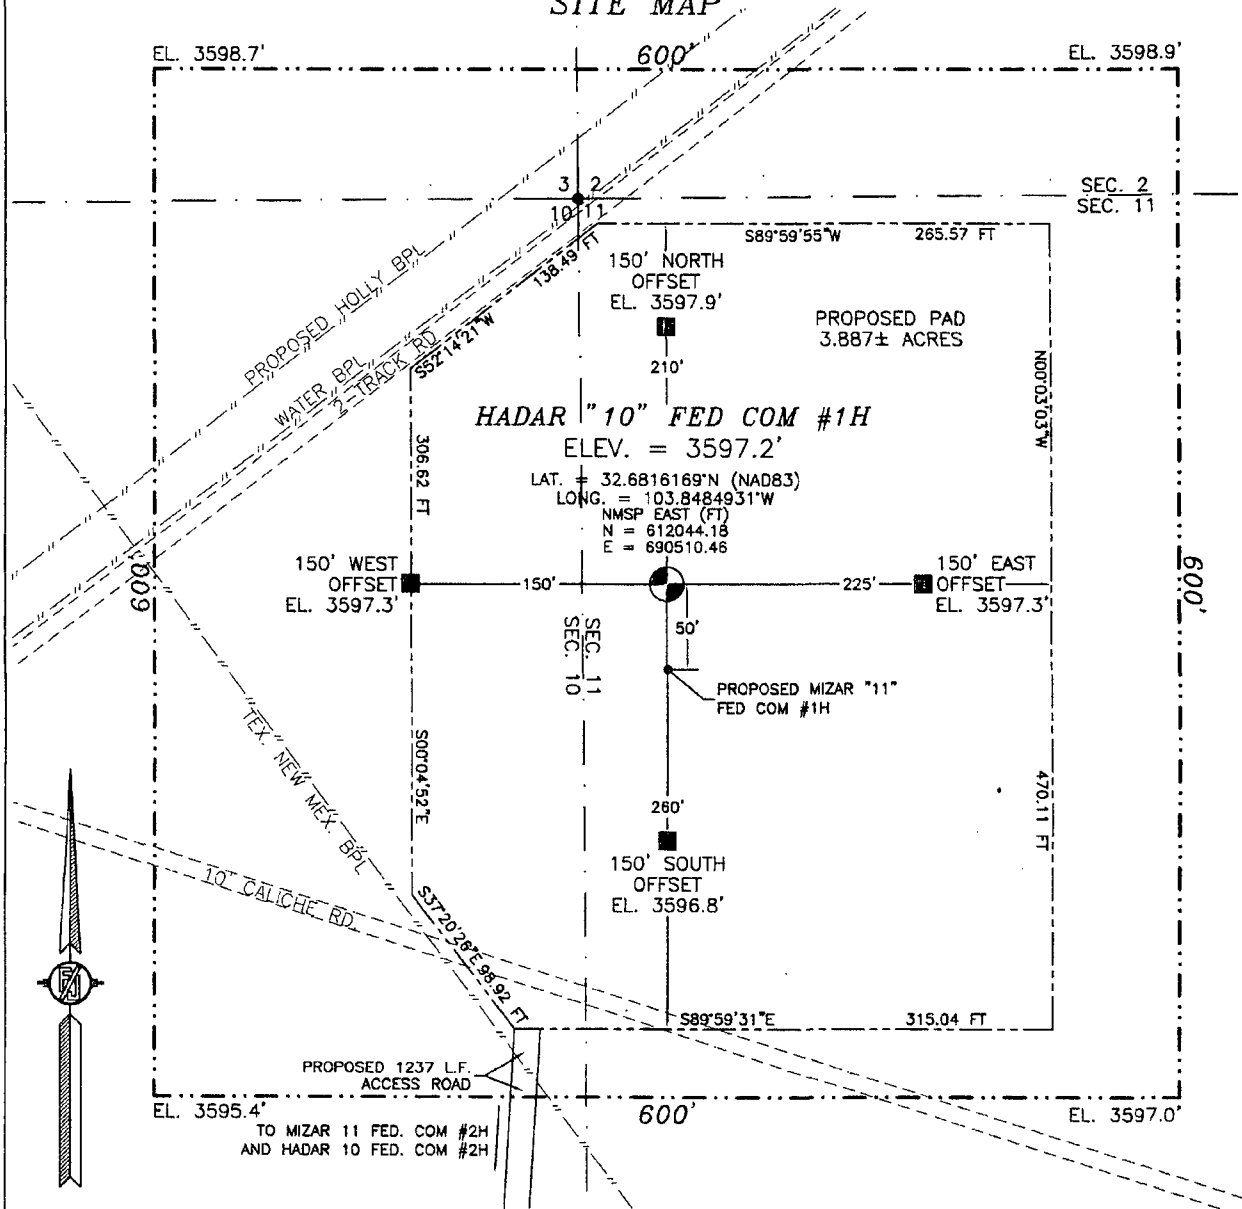 SITE MAP
EL. 3598.7'
600'
EL. 3598.9'
3 2
10 11
SEC. 2
SEC. 11
S89°59'55"W 265.57 FT
138.49 FT
S52°14'21"W
150' NORTH
OFFSET
EL. 3597.9'
210'
PROPOSED PAD
3.887± ACRES
PROPOSED HOLLY BPL
WATER BPL
2-TRACK RD
N00°03'03"W
470.11 FT
HADAR "10" FED COM #1H
ELEV. = 3597.2'
LAT. = 32.6816169°N (NAD83)
LONG. = 103.8484931°W
NMSP EAST (FT)
N = 612044.18
E = 690510.46
306.62 FT
S00°04'52"E
600'
150' WEST
OFFSET
EL. 3597.3'
150'
225'
150' EAST
OFFSET
EL. 3597.3'
600'
50'
SEC. 11
SEC. 10
PROPOSED MIZAR "11"
FED COM #1H
TEX. NEW MEX. BPL
260'
150' SOUTH
OFFSET
EL. 3596.8'
10' CALICHE RD.
S37°20'26"E 98.92 FT
S89°59'31"E 315.04 FT
PROPOSED 1237 L.F.
ACCESS ROAD
EL. 3595.4'
600'
EL. 3597.0'
TO MIZAR 11 FED. COM #2H
AND HADAR 10 FED. COM #2H